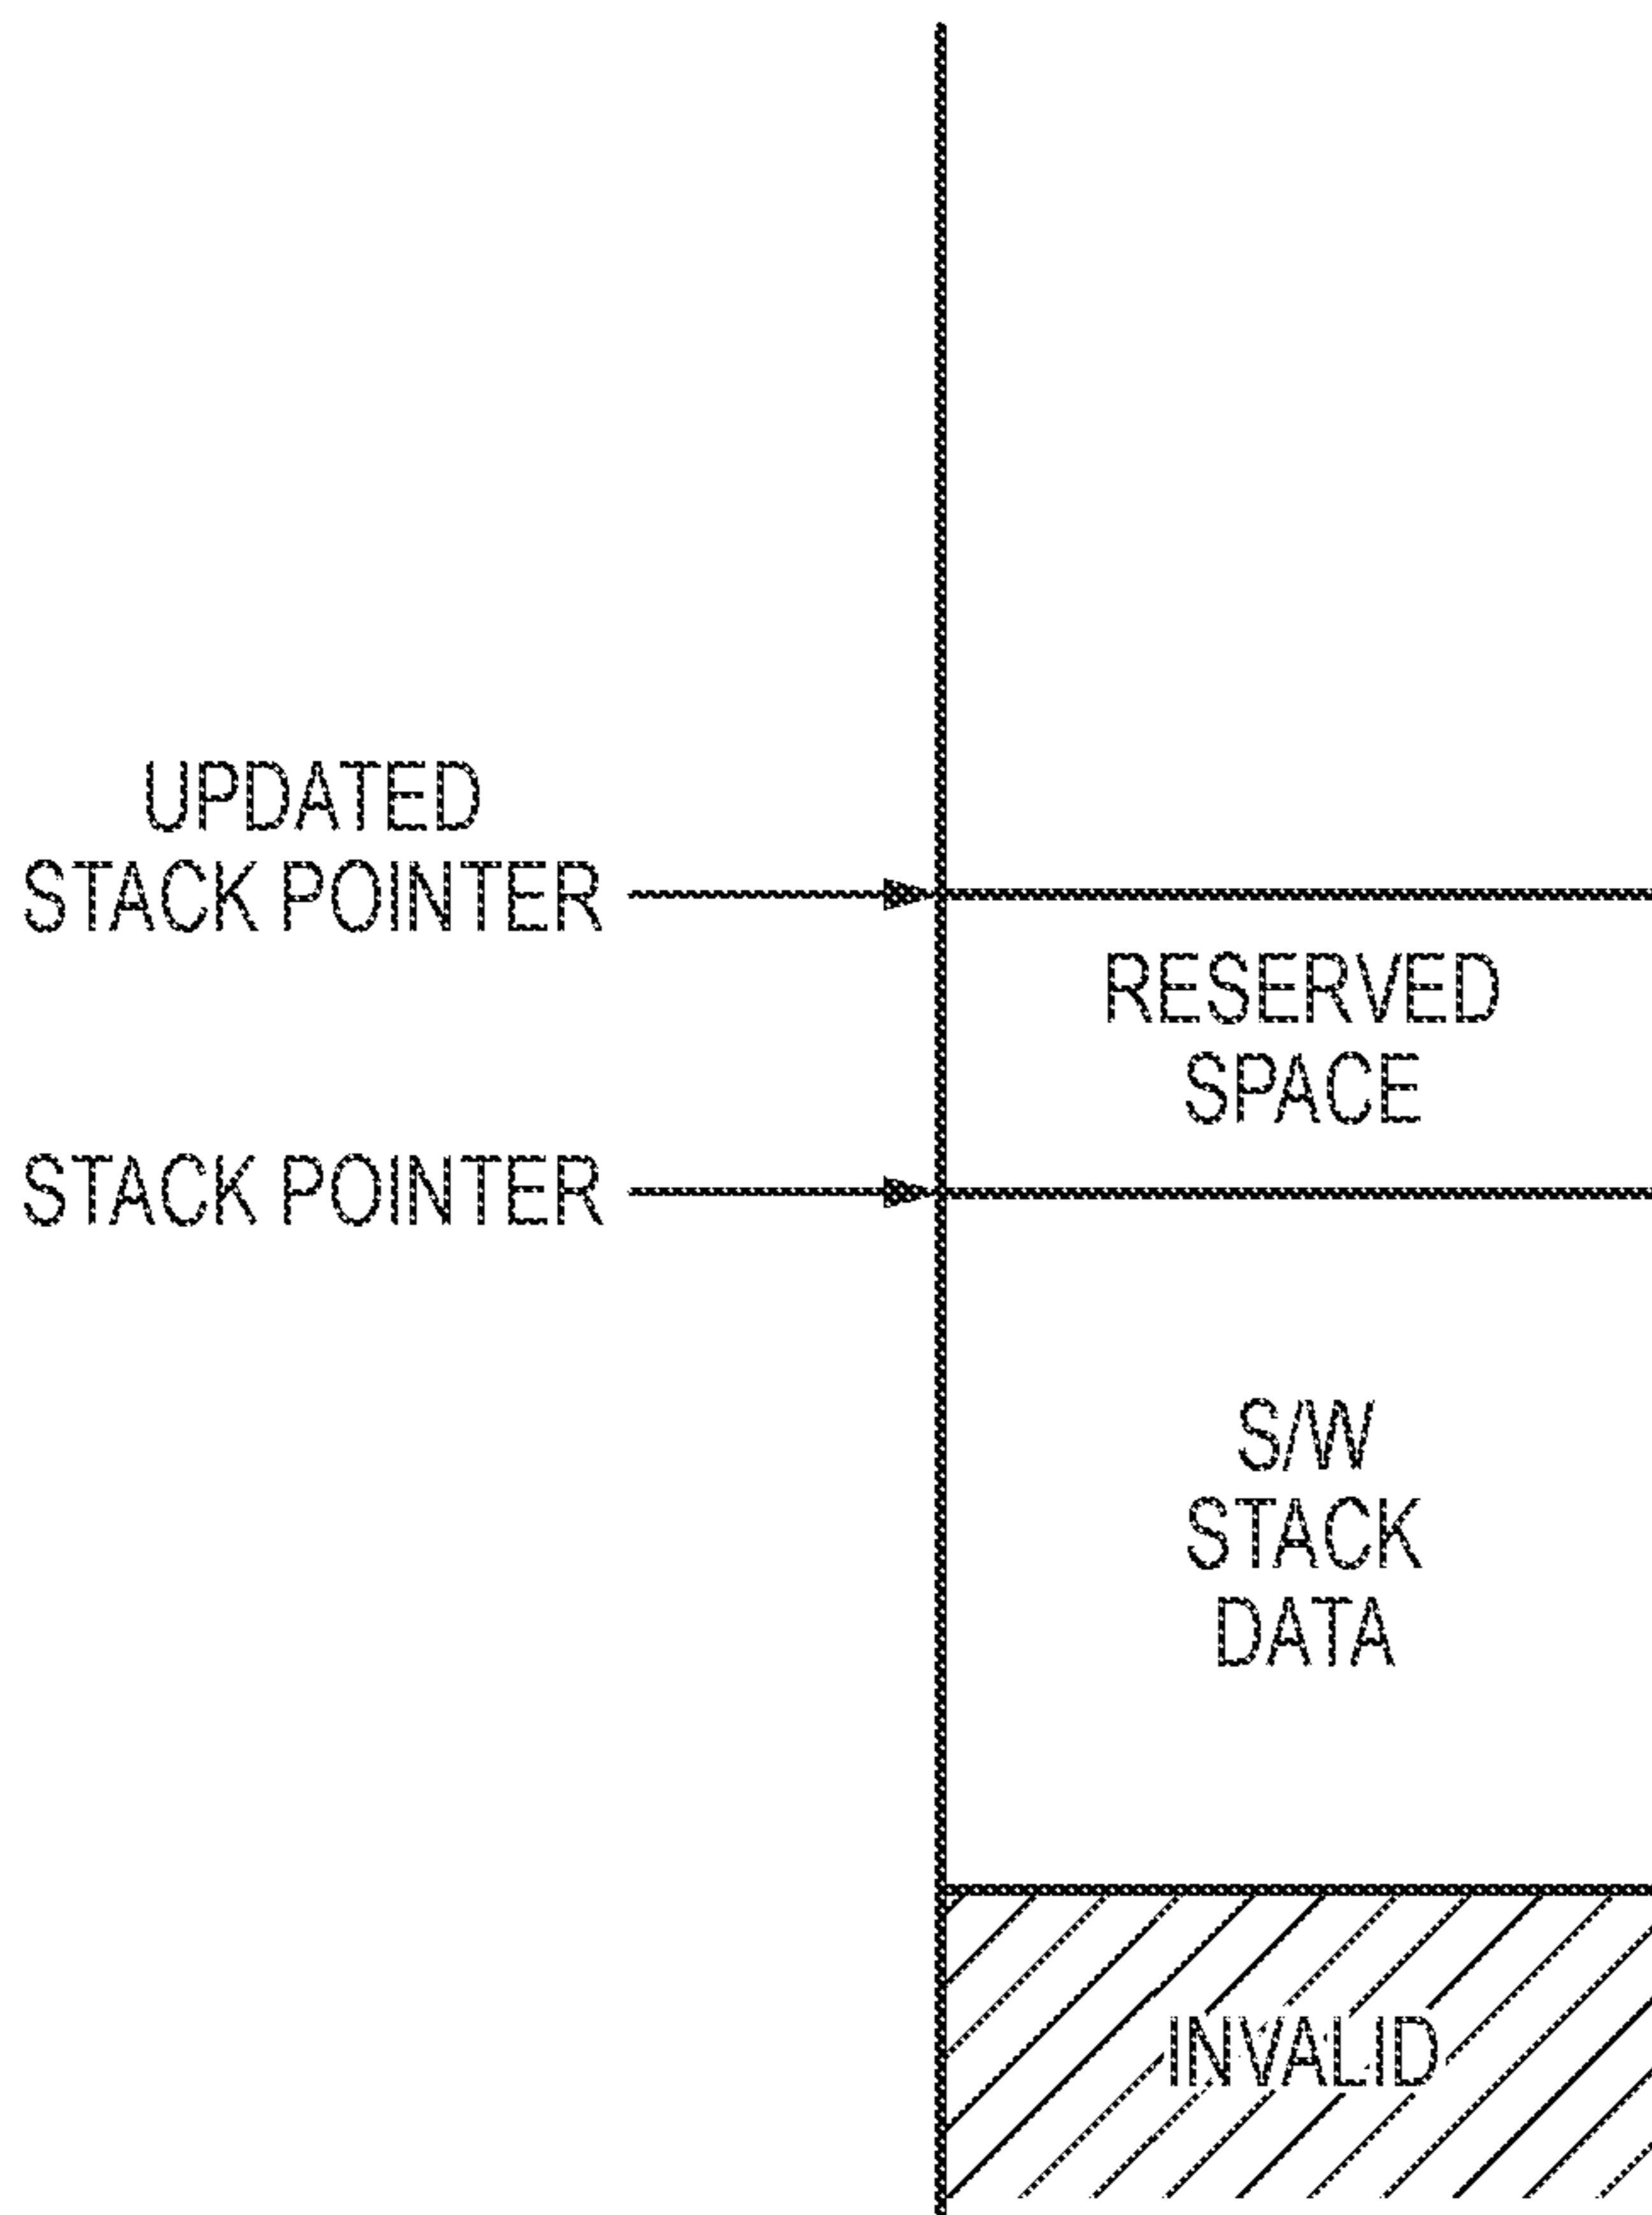 UPDATED
STACK POINTER
RESERVED
SPACE
STACK POINTER
S/W
STACK
DATA
INVALID